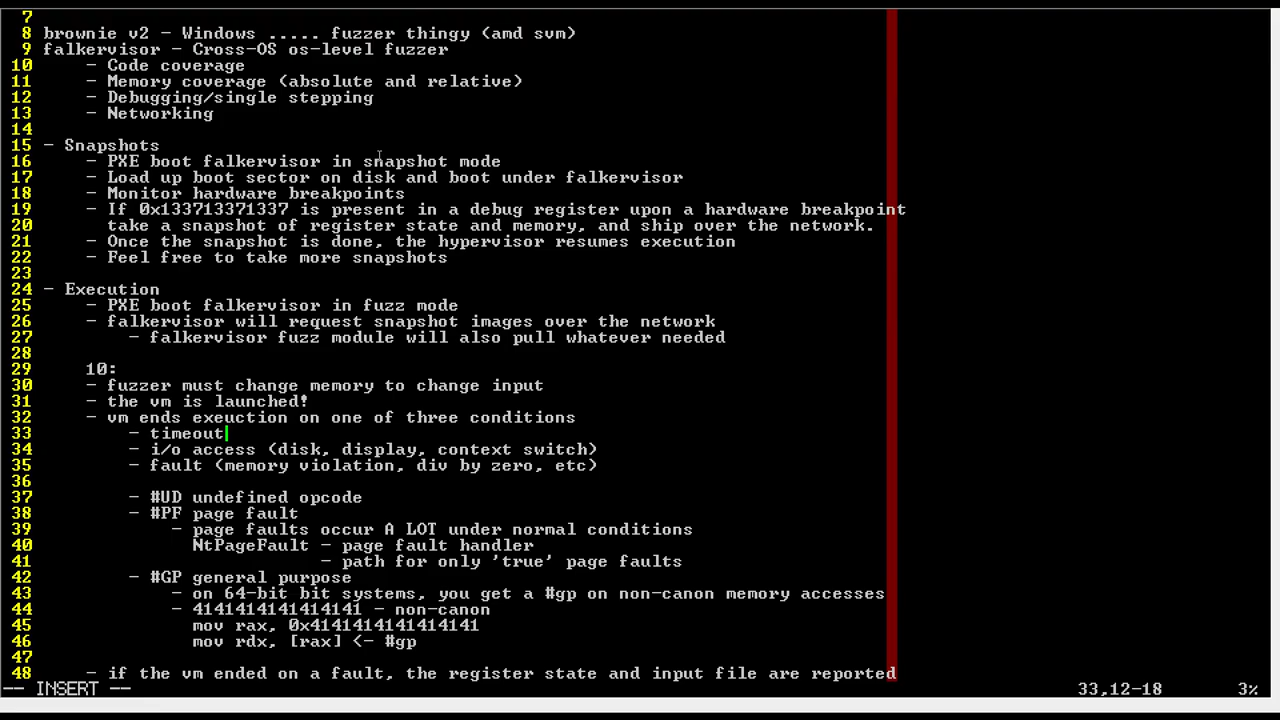 7
8 brownie v2 - Windows ..... fuzzer thingy (amd svm)
9 falkervisor - Cross-OS os-level fuzzer
10 - Code coverage
11 - Memory coverage (absolute and relative)
12 - Debugging/single stepping
13 - Networking
14
15 - Snapshots
16 - PXE boot falkervisor in snapshot mode
17 - Load up boot sector on disk and boot under falkervisor
18 - Monitor hardware breakpoints
19 - If 0x133713371337 is present in a debug register upon a hardware breakpoint
20 take a snapshot of register state and memory, and ship over the network.
21 - Once the snapshot is done, the hypervisor resumes execution
22 - Feel free to take more snapshots
23
24 - Execution
25 - PXE boot falkervisor in fuzz mode
26 - falkervisor will request snapshot images over the network
27 - falkervisor fuzz module will also pull whatever needed
28
29 10:
30 - fuzzer must change memory to change input
31 - the vm is launched!
32 - vm ends exeuction on one of three conditions
33 - timeout
34 - i/o access (disk, display, context switch)
35 - fault (memory violation, div by zero, etc)
36
37 - #UD undefined opcode
38 - #PF page fault
39 - page faults occur A LOT under normal conditions
40 NtPageFault - page fault handler
41 - path for only 'true' page faults
42 - #GP general purpose
43 - on 64-bit bit systems, you get a #gp on non-canon memory accesses
44 - 4141414141414141 - non-canon
45 mov rax, 0x4141414141414141
46 mov rdx, [rax] <- #gp
47
48 - if the vm ended on a fault, the register state and input file are reported
-- INSERT -- 33,12-18 3%